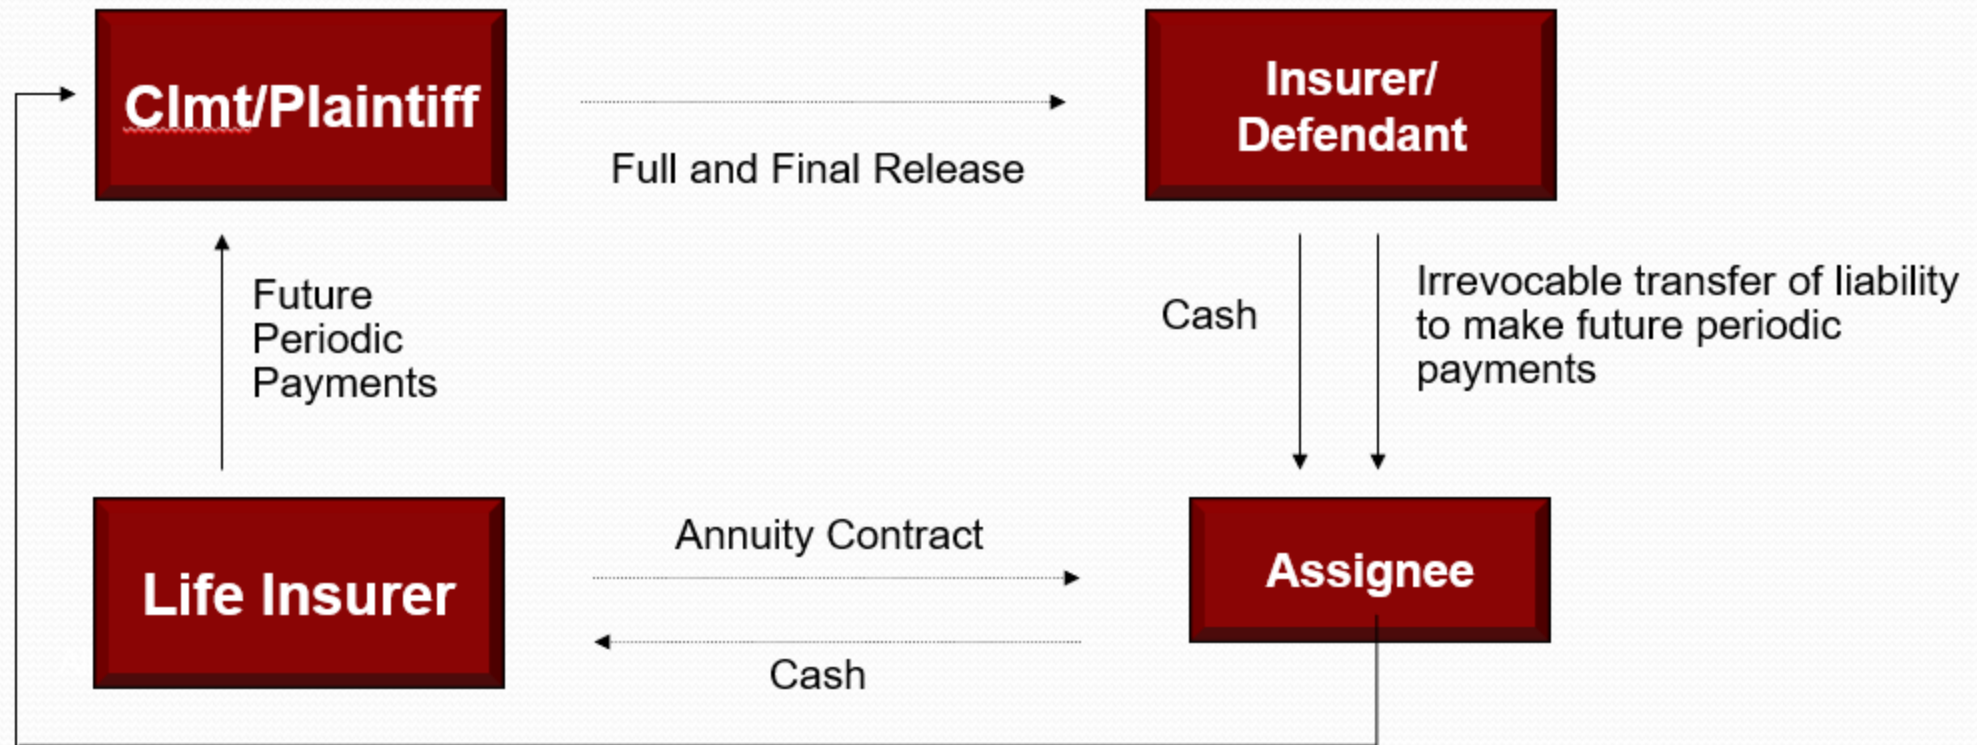 Clmt/Plaintiff
Insurer/
Defendant
Full and Final Release
Future
Periodic
Payments
Cash
Irrevocable transfer of liability
to make future periodic
payments
Life Insurer
Annuity Contract
Cash
Assignee